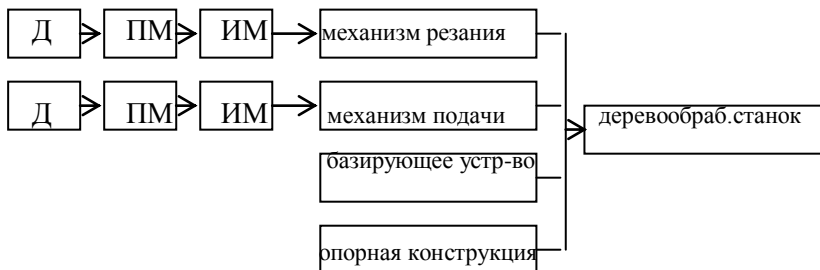 Д ПМ ИМ механизм резания
Д ПМ ИМ механизм подачи
деревообраб.станок
базирующее устр-во
опорная конструкция